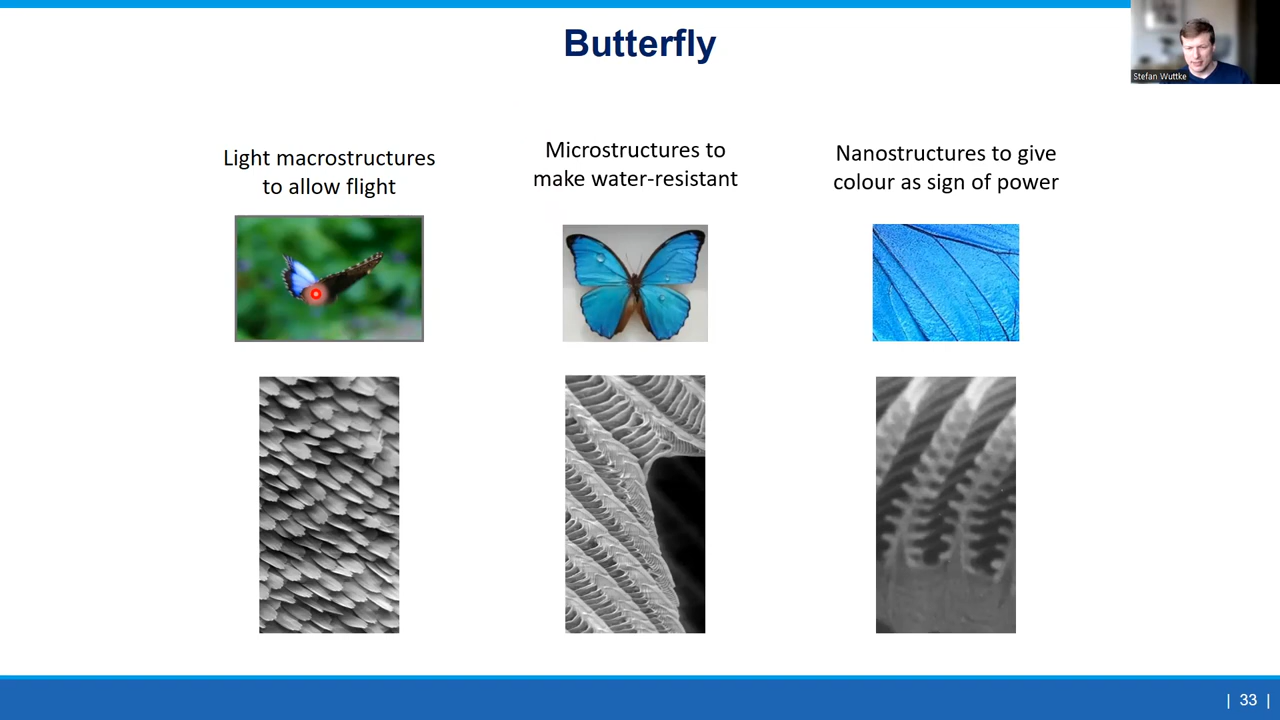 Butterfly
Stefan Wuttke
Light macrostructures
to allow flight
Microstructures to
make water-resistant
Nanostructures to give
colour as sign of power
| 33 |